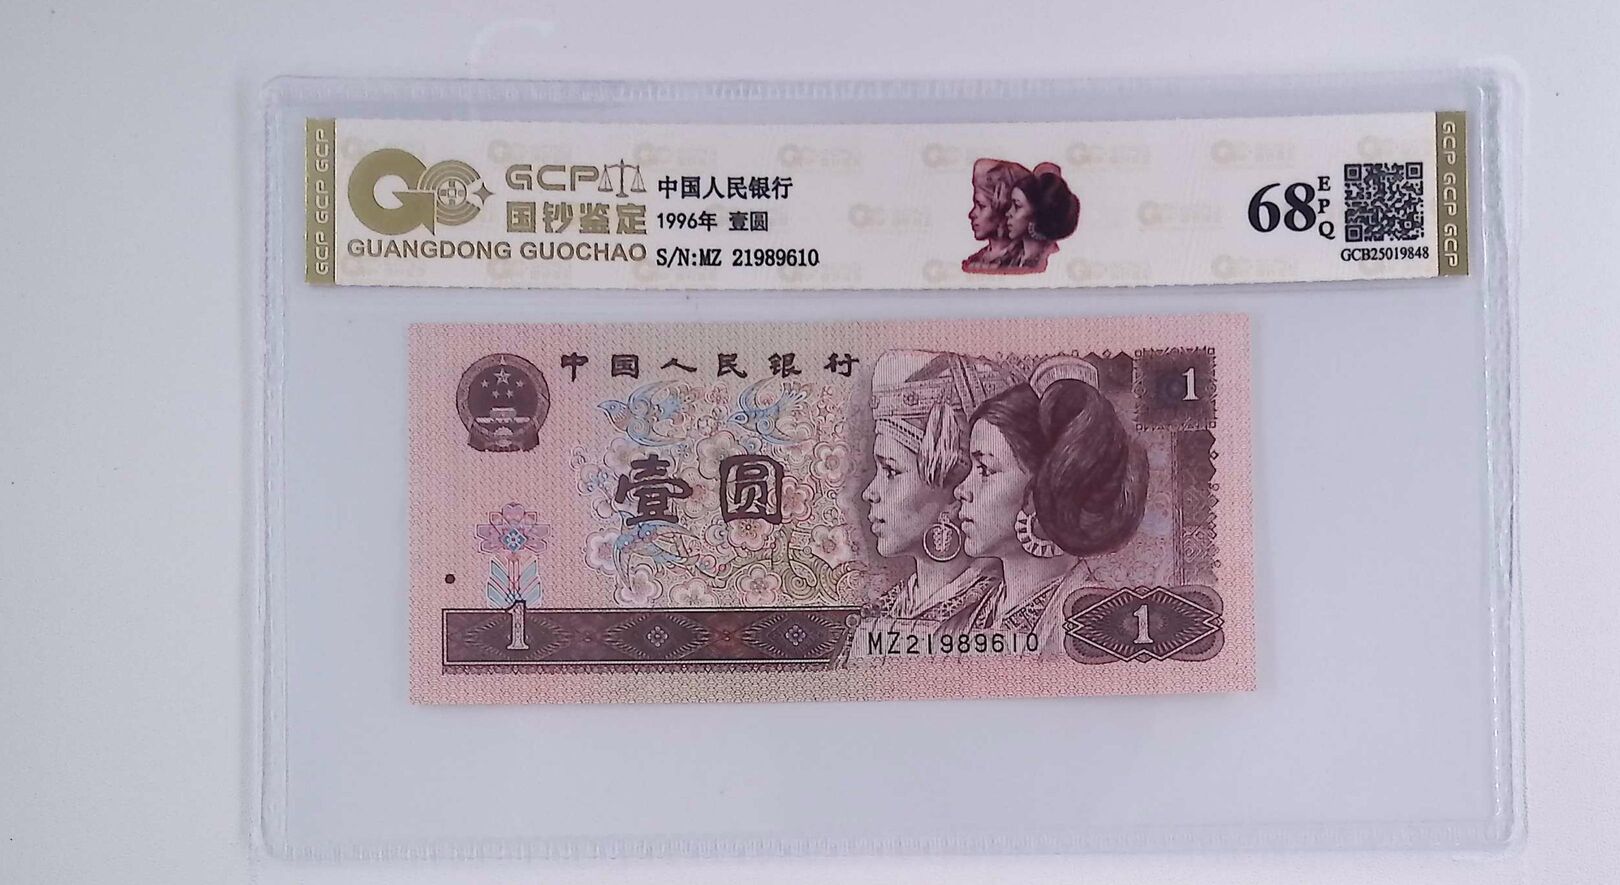 GCP GCP GCP
GCP
国钞鉴定
GUANGDONG GUOCHAO
中国人民银行
1996年 壹圆
S/N:MZ 21989610
68
EPQ
GCB25019848
GCP GCP GCP
中国人民银行
1
壹圆
1
MZ21989610
1